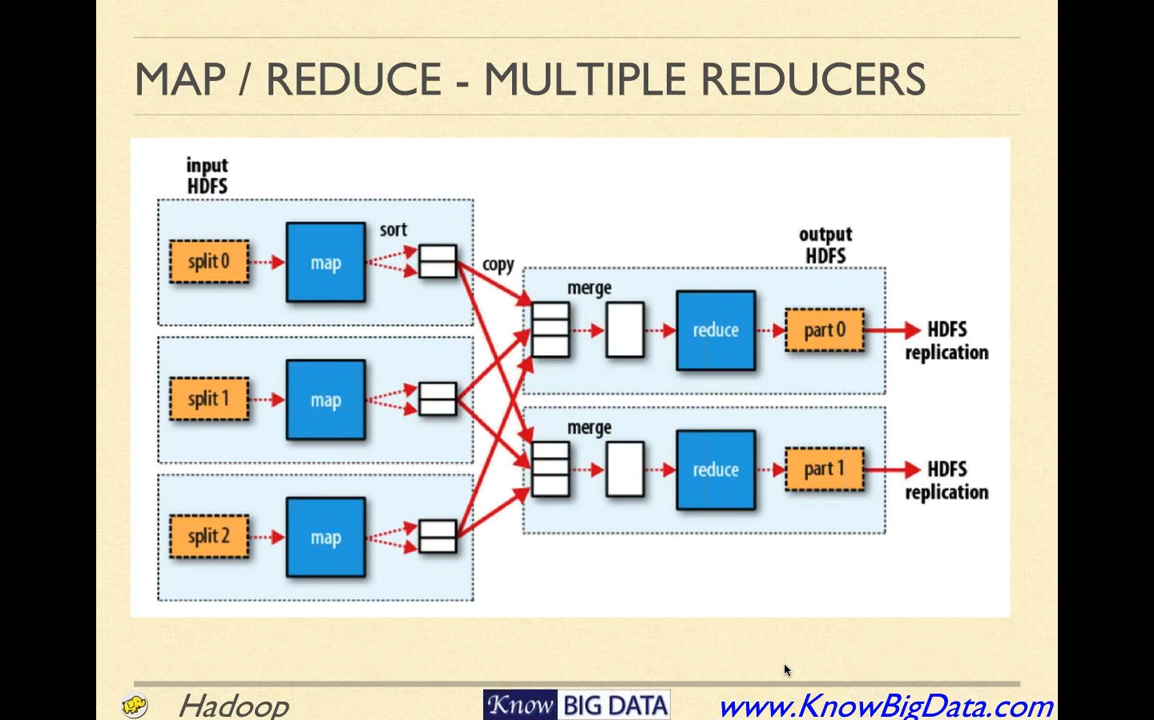 MAP / REDUCE - MULTIPLE REDUCERS
input
HDFS
split 0
map
sort
copy
split 1
map
split 2
map
output
HDFS
merge
reduce
part 0
HDFS
replication
merge
reduce
part 1
HDFS
replication
Hadoop
Know BIG DATA
www.KnowBigData.com